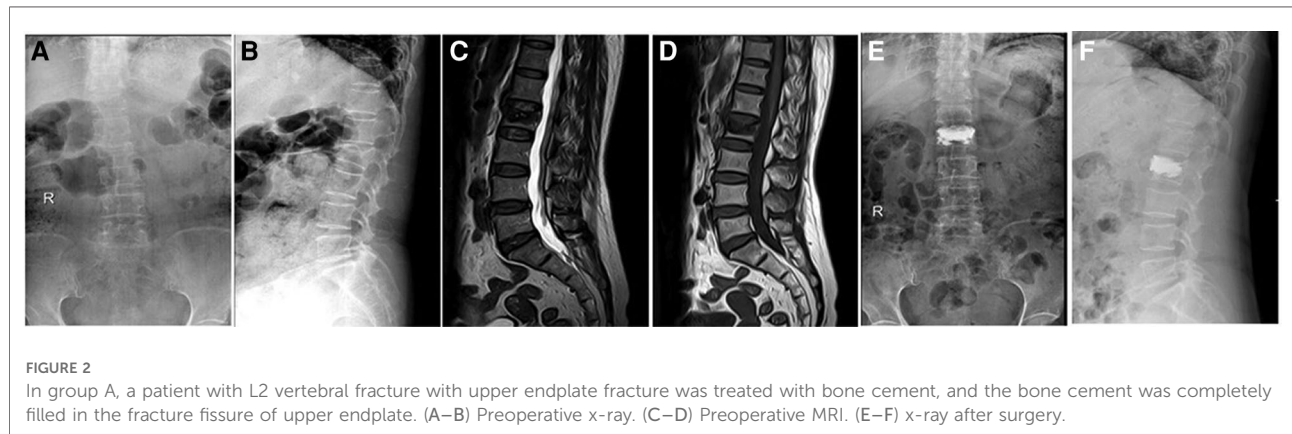 A B C D E F
R R
FIGURE 2
In group A, a patient with L2 vertebral fracture with upper endplate fracture was treated with bone cement, and the bone cement was completely
filled in the fracture fissure of upper endplate. (A–B) Preoperative x-ray. (C–D) Preoperative MRI. (E–F) x-ray after surgery.